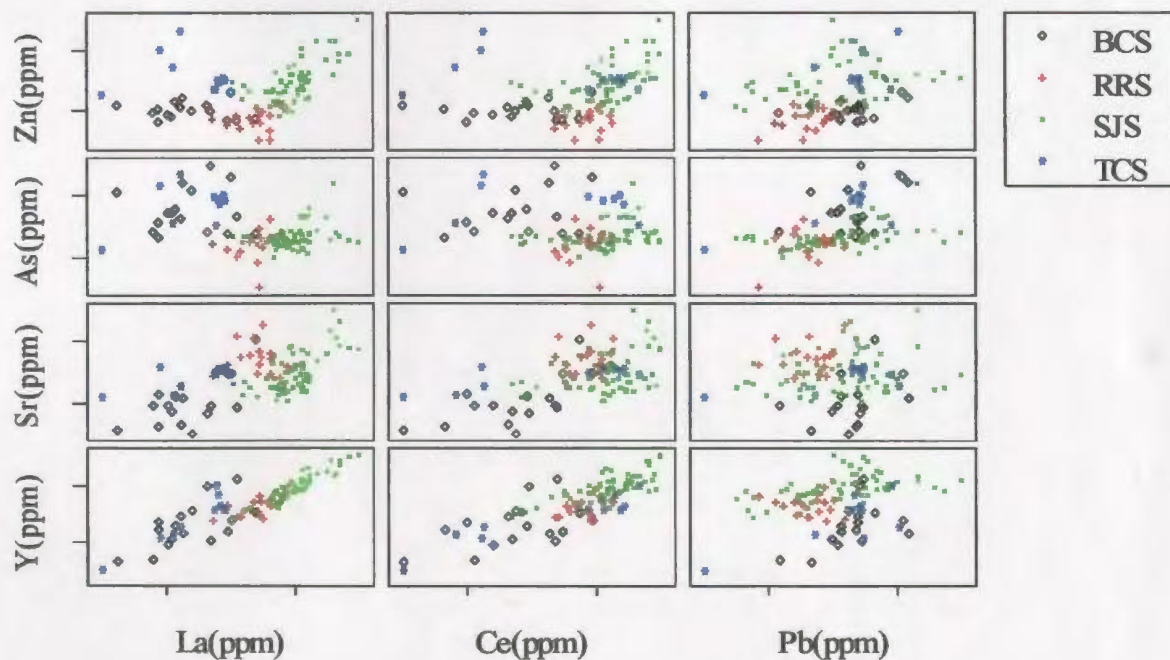 Zn(ppm)
As(ppm)
Sr(ppm)
Y(ppm)
La(ppm)
Ce(ppm)
Pb(ppm)
BCS
RRS
SJS
TCS